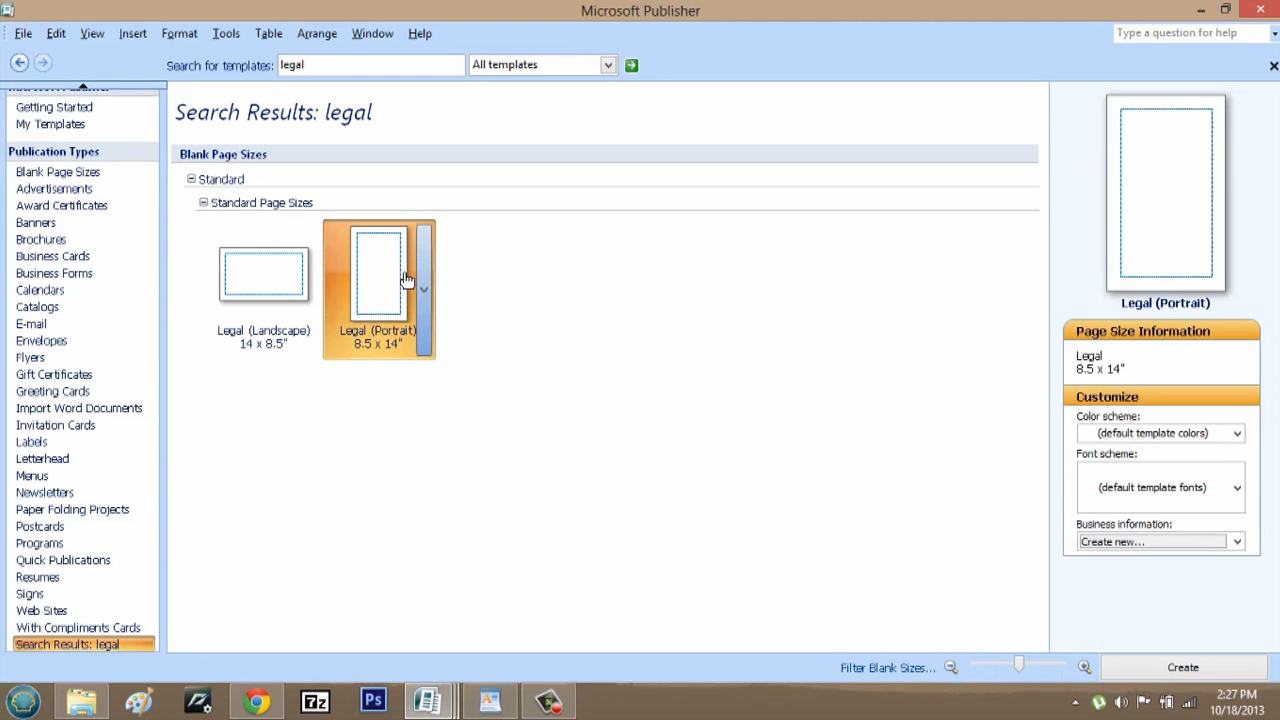 Microsoft Publisher
File Edit View Insert Format Tools Table Arrange Window Help
Type a question for help
Search for templates: legal All templates
Getting Started
My Templates
Publication Types
Blank Page Sizes
Advertisements
Award Certificates
Banners
Brochures
Business Cards
Business Forms
Calendars
Catalogs
E-mail
Envelopes
Flyers
Gift Certificates
Greeting Cards
Import Word Documents
Invitation Cards
Labels
Letterhead
Menus
Newsletters
Paper Folding Projects
Postcards
Programs
Quick Publications
Resumes
Signs
Web Sites
With Compliments Cards
Search Results: legal
Search Results: legal
Blank Page Sizes
Standard
Standard Page Sizes
Legal (Landscape)
14 x 8.5"
Legal (Portrait)
8.5 x 14"
Legal (Portrait)
Page Size Information
Legal
8.5 x 14"
Customize
Color scheme:
(default template colors)
Font scheme:
(default template fonts)
Business information:
Create new...
Filter Blank Sizes...
Create
7z
Ps
2:27 PM
10/18/2013